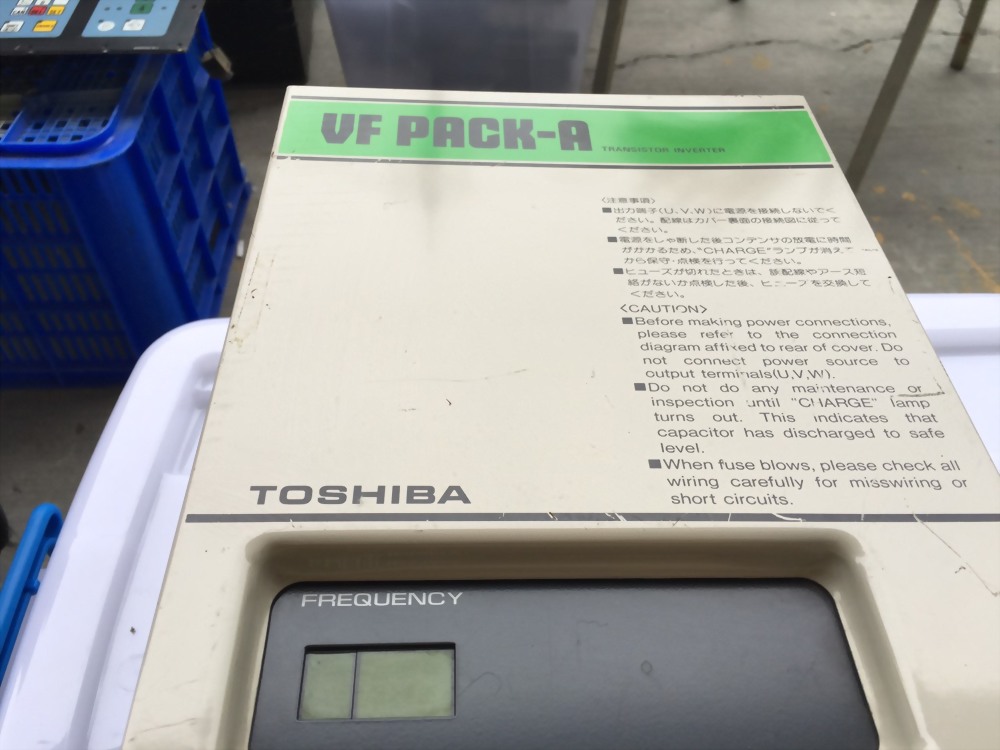 VF PACK-A TRANSISTOR INVERTER
〈注意事項〉
■出力端子(U,V,W)に電源を接続しないでく
ださい。配線はカバー裏面の接続図に従って
ください。
■電源をしゃ断した後コンデンサの放電に時間
がかかるため、"CHARGE"ランプが消えて
から保守・点検を行ってください。
■ヒューズが切れたときは、誤配線やアース短
絡がないか点検した後、ヒューズを交換して
ください。
〈CAUTION〉
■Before making power connections,
please refer to the connection
diagram affixed to rear of cover. Do
not connect power source to
output terminals(U,V,W).
■Do not do any maintenance or
inspection until "CHARGE" lamp
turns out. This indicates that
capacitor has discharged to safe
level.
■When fuse blows, please check all
wiring carefully for misswiring or
short circuits.
TOSHIBA
FREQUENCY